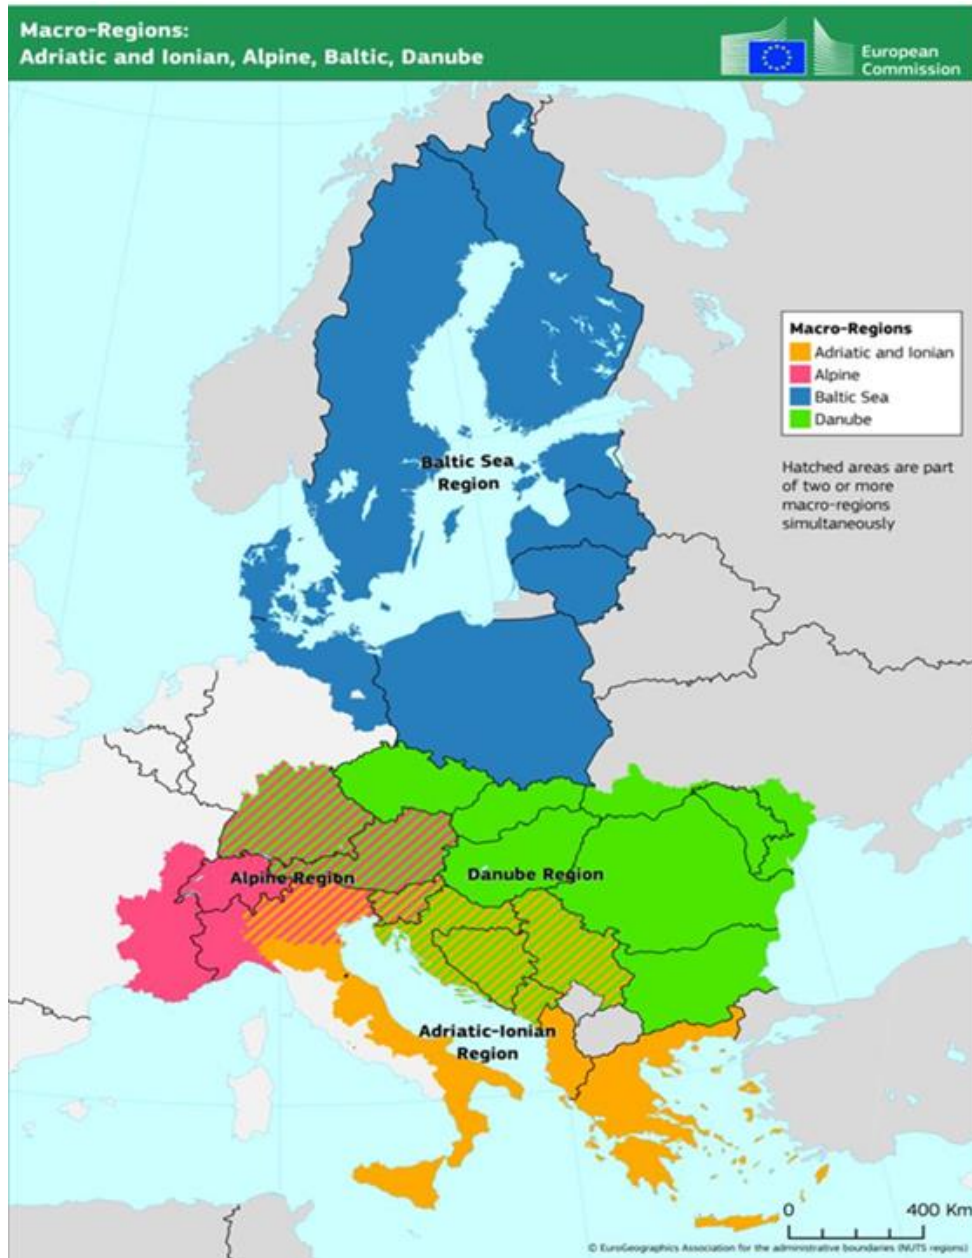 Macro-Regions:
Adriatic and Ionian, Alpine, Baltic, Danube
European
Commission
Macro-Regions
Adriatic and Ionian
Alpine
Baltic Sea
Danube
Hatched areas are part
of two or more
macro-regions
simultaneously
Baltic Sea
Region
Alpine Region
Danube Region
Adriatic-Ionian
Region
0 400 Km
© EuroGeographics Association for the administrative boundaries (NUTS regions)